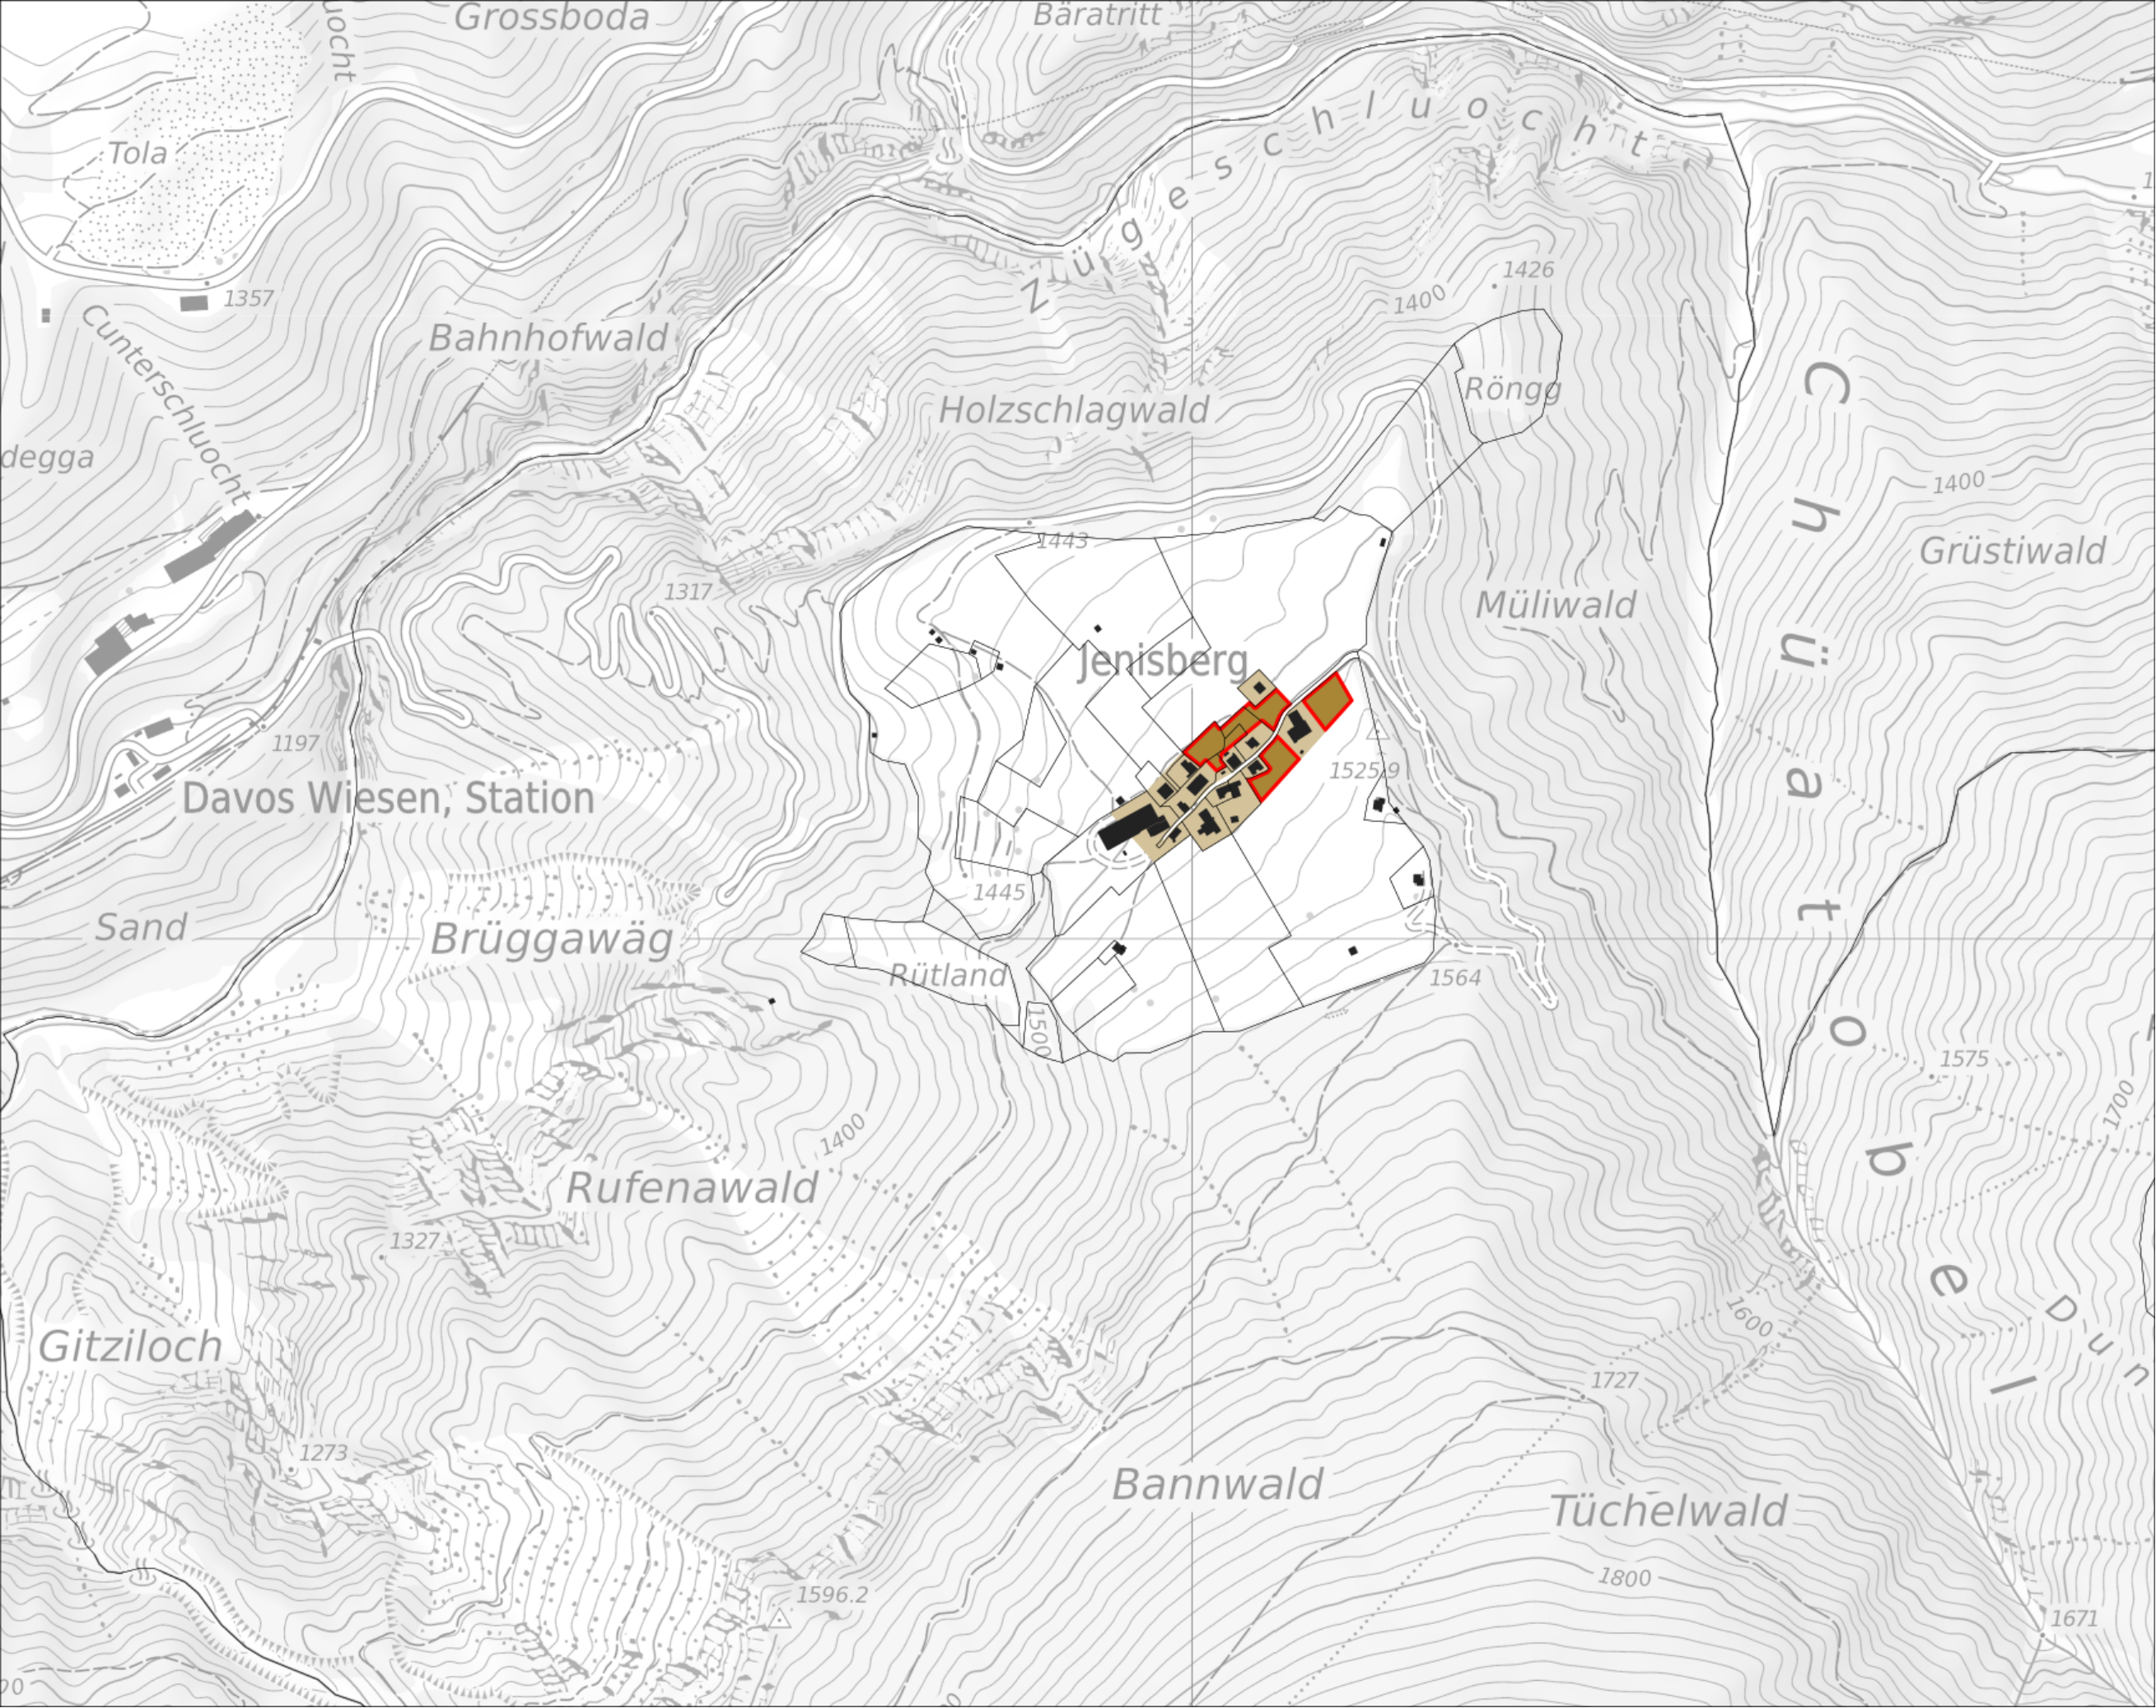 Grossboda
Bäratritt
uocht
Tola
Zügeschluocht
1426
1357
1400
Cunterschluocht
Bahnhofwald
Röngg
Chüatobel
Holzschlagwald
degga
1400
1443
Grüstiwald
1317
Müliwald
Jenisberg
1197
1525.9
Davos Wiesen, Station
1445
Sand
Brüggawäg
Rütland
1564
1500
1575
1700
1400
Rufenawald
1327
Dun
1600
Gitziloch
1727
1273
Bannwald
Tüchelwald
1800
1596.2
1671